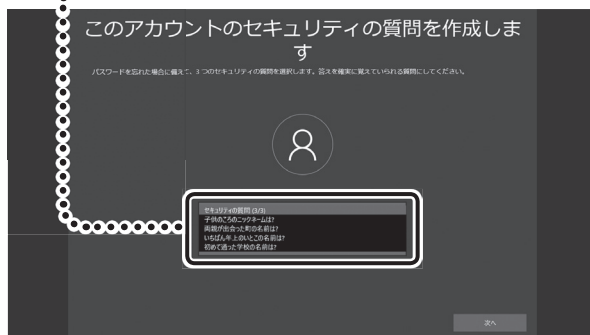 このアカウントのセキュリティの質問を作成しま
す
パスワードを忘れた場合に備えて、3 つのセキュリティの質問を選択します。答えを確実に覚えていられる質問にしてください。
セキュリティの質問 (3/3)
子供のころのニックネームは?
両親が出会った町の名前は?
いちばん年上のいとこの名前は?
初めて通った学校の名前は?
次へ